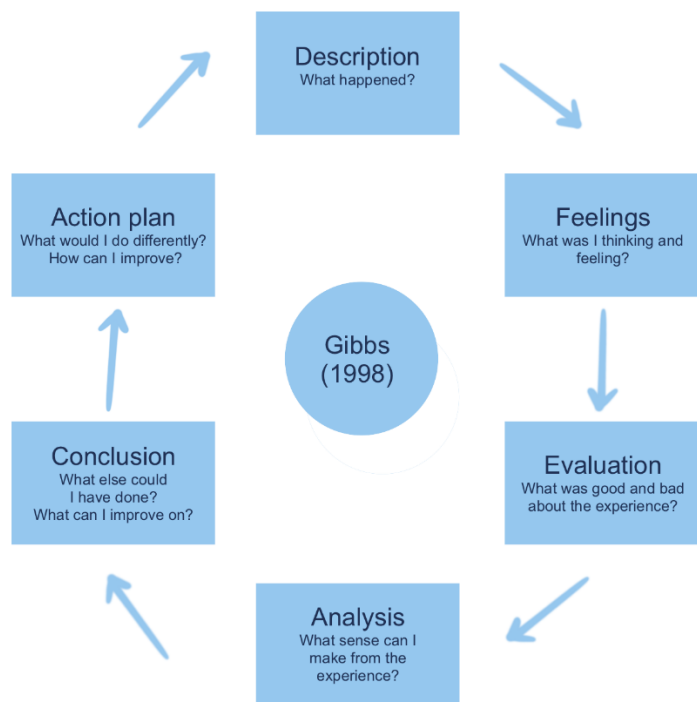 Description
What happened?
Feelings
What was I thinking and
feeling?
Evaluation
What was good and bad
about the experience?
Analysis
What sense can I
make from the
experience?
Conclusion
What else could
I have done?
What can I improve on?
Action plan
What would I do differently?
How can I improve?
Gibbs
(1998)